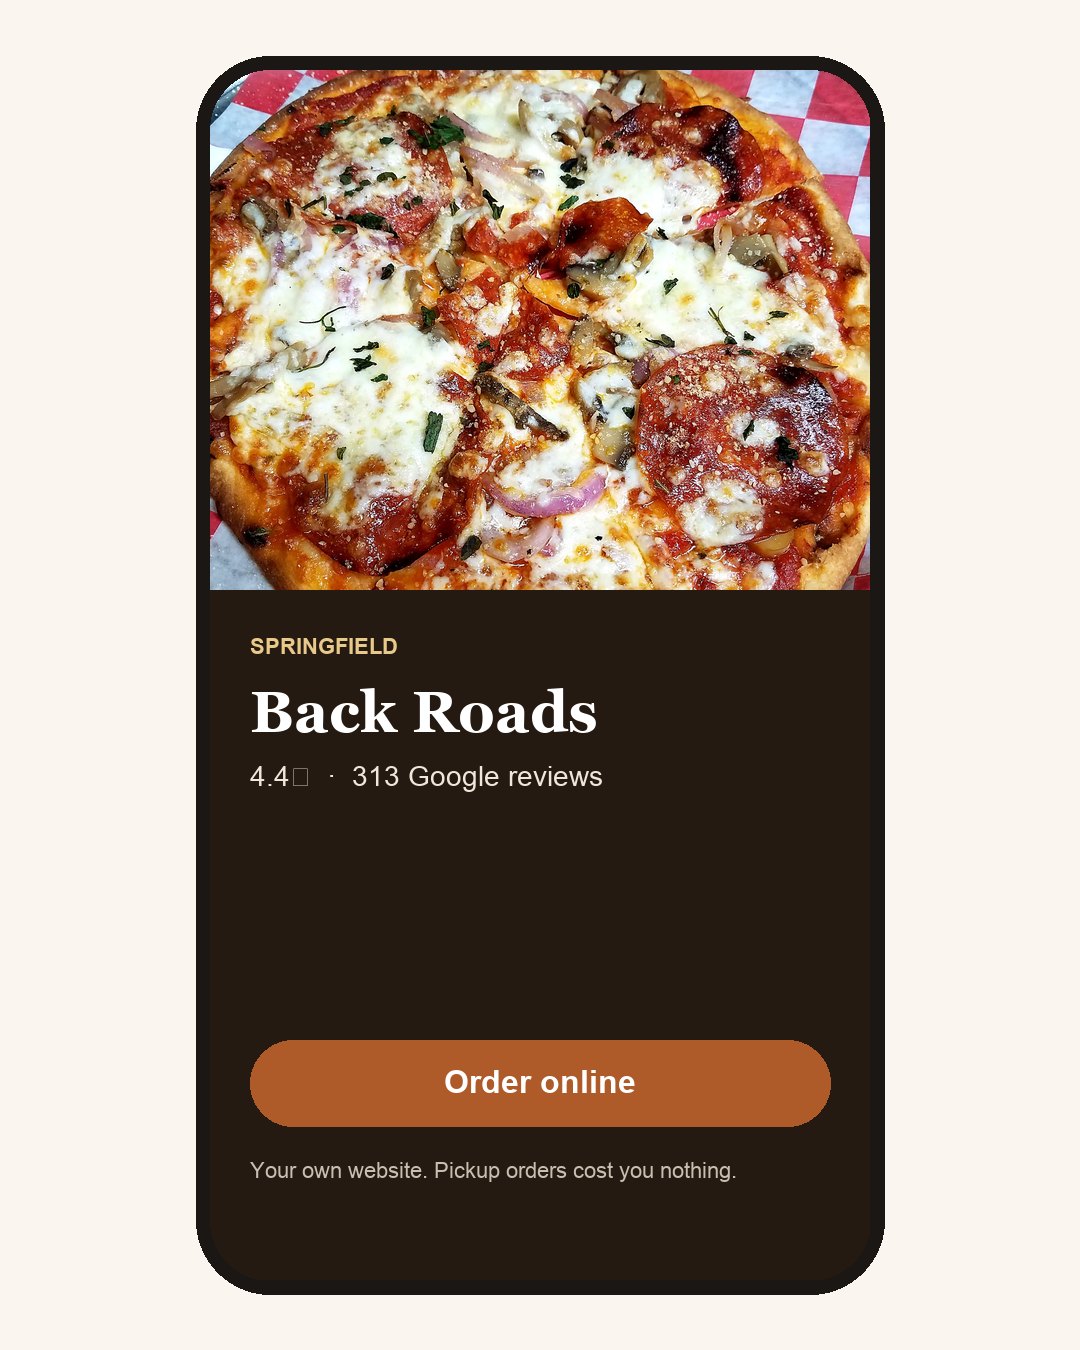 SPRINGFIELD
Back Roads
4.4□ · 313 Google reviews
Order online
Your own website. Pickup orders cost you nothing.